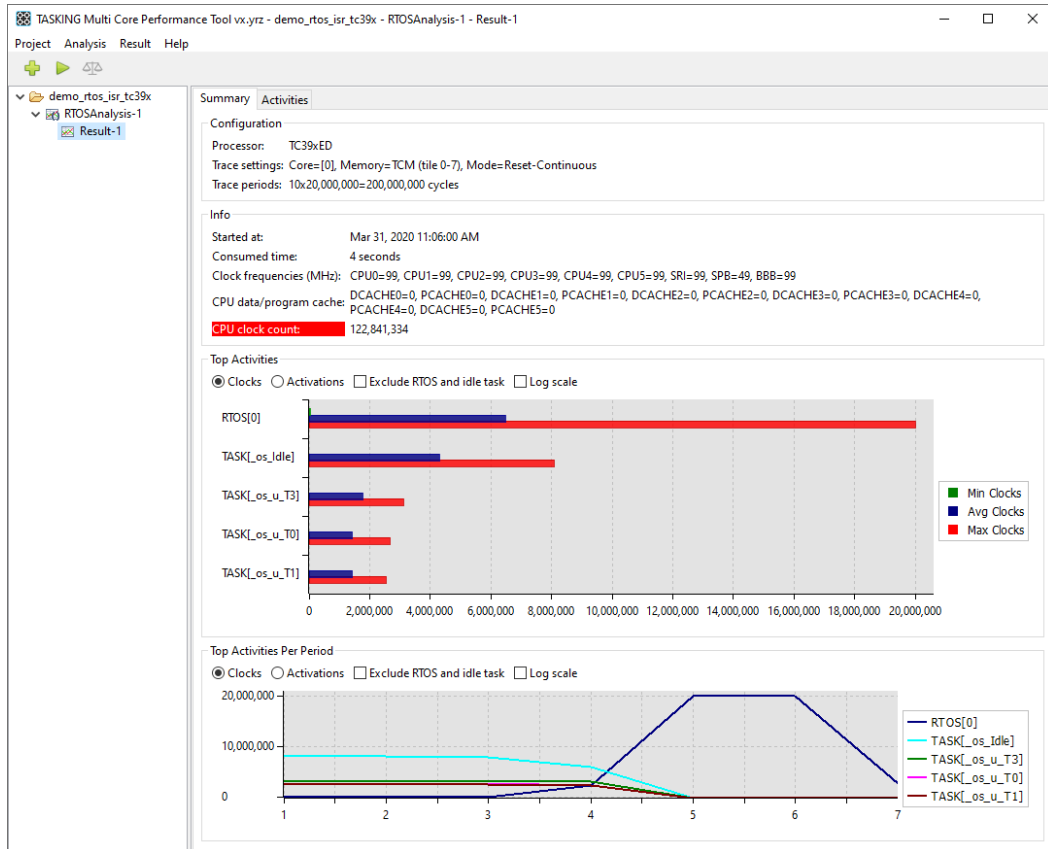 TASKING Multi Core Performance Tool vx.yrz - demo_rtos_isr_tc39x - RTOSAnalysis-1 - Result-1
Project Analysis Result Help
demo_rtos_isr_tc39x
RTOSAnalysis-1
Result-1
Summary Activities
Configuration
Processor: TC39xED
Trace settings: Core=[0], Memory=TCM (tile 0-7), Mode=Reset-Continuous
Trace periods: 10x20,000,000=200,000,000 cycles
Info
Started at: Mar 31, 2020 11:06:00 AM
Consumed time: 4 seconds
Clock frequencies (MHz): CPU0=99, CPU1=99, CPU2=99, CPU3=99, CPU4=99, CPU5=99, SRI=99, SPB=49, BBB=99
CPU data/program cache: DCACHE0=0, PCACHE0=0, DCACHE1=0, PCACHE1=0, DCACHE2=0, PCACHE2=0, DCACHE3=0, PCACHE3=0, DCACHE4=0,
PCACHE4=0, DCACHE5=0, PCACHE5=0
CPU clock count: 122,841,334
Top Activities
Clocks Activations Exclude RTOS and idle task Log scale
RTOS[0]
TASK[_os_Idle]
TASK[_os_u_T3]
TASK[_os_u_T0]
TASK[_os_u_T1]
0 2,000,000 4,000,000 6,000,000 8,000,000 10,000,000 12,000,000 14,000,000 16,000,000 18,000,000 20,000,000
Min Clocks
Avg Clocks
Max Clocks
Top Activities Per Period
Clocks Activations Exclude RTOS and idle task Log scale
20,000,000
10,000,000
0
1 2 3 4 5 6 7
RTOS[0]
TASK[_os_Idle]
TASK[_os_u_T3]
TASK[_os_u_T0]
TASK[_os_u_T1]